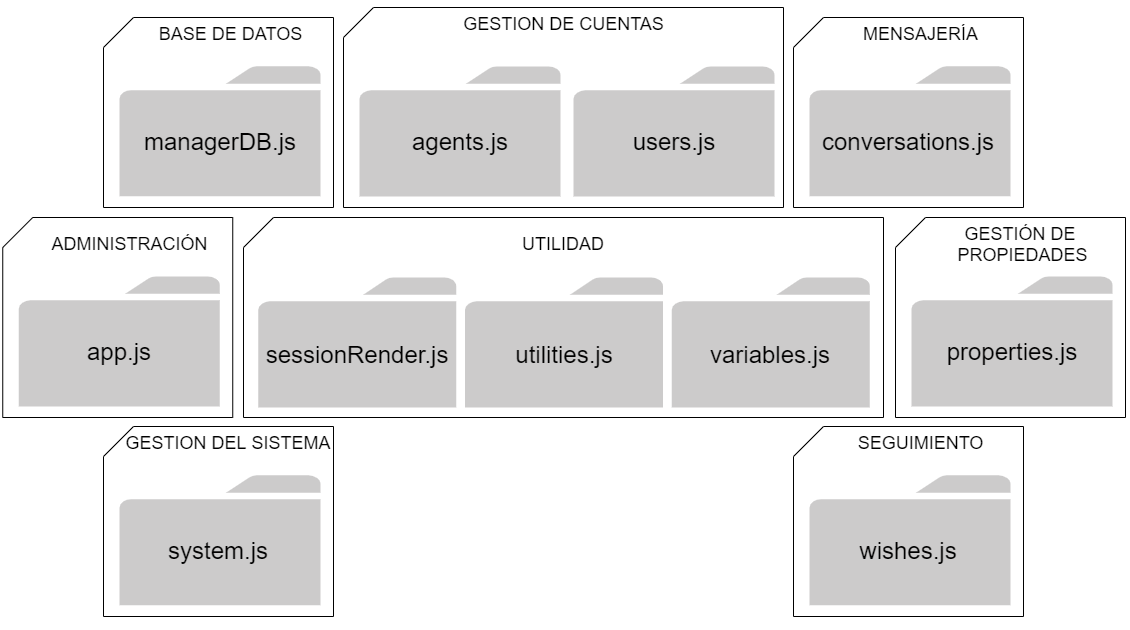 BASE DE DATOS
managerDB.js
GESTION DE CUENTAS
agents.js
users.js
MENSAJERÍA
conversations.js
ADMINISTRACIÓN
app.js
UTILIDAD
sessionRender.js
utilities.js
variables.js
GESTIÓN DE
PROPIEDADES
properties.js
GESTION DEL SISTEMA
system.js
SEGUIMIENTO
wishes.js